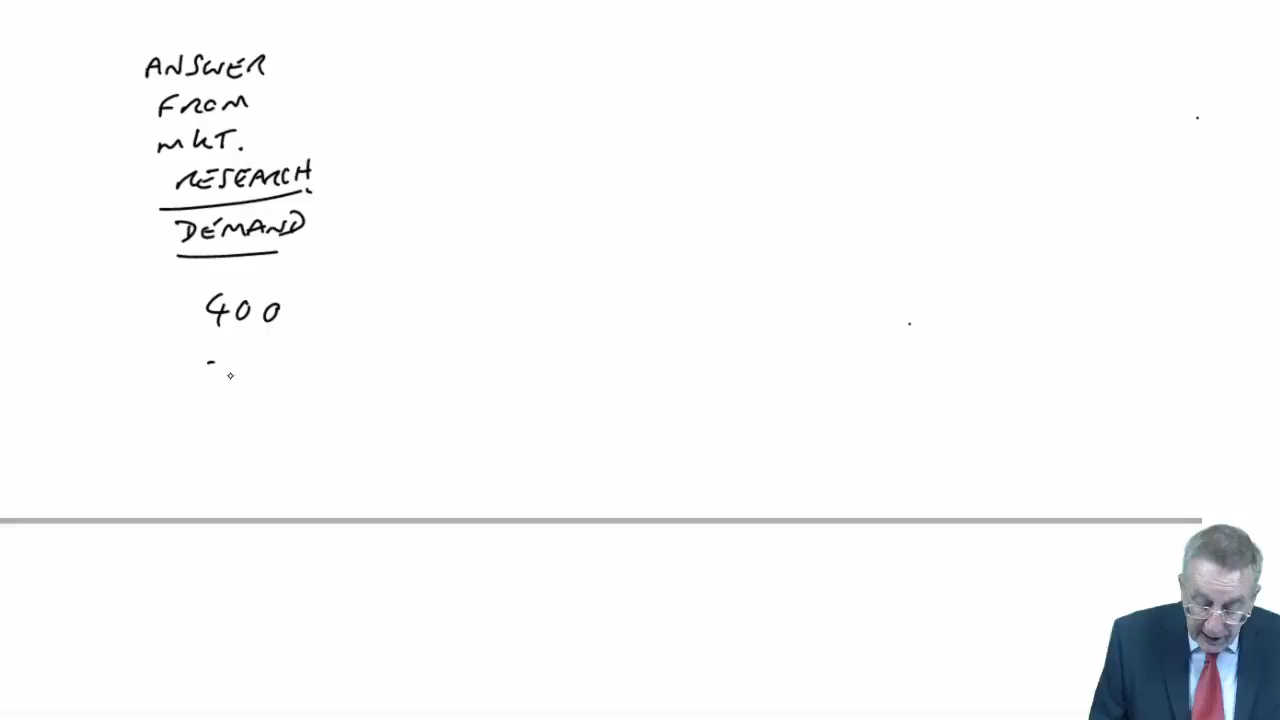 ANSWER
FROM
MKT.
RESEARCH
DEMAND
400
-